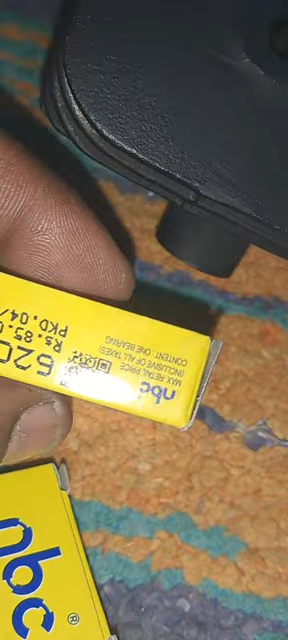 nbc
MAX. RETAIL PRICE
(INCLUSIVE OF ALL TAXES)
CONTENT: ONE BEARING
620
Rs. 85.
PKD. 04/
nbc
®